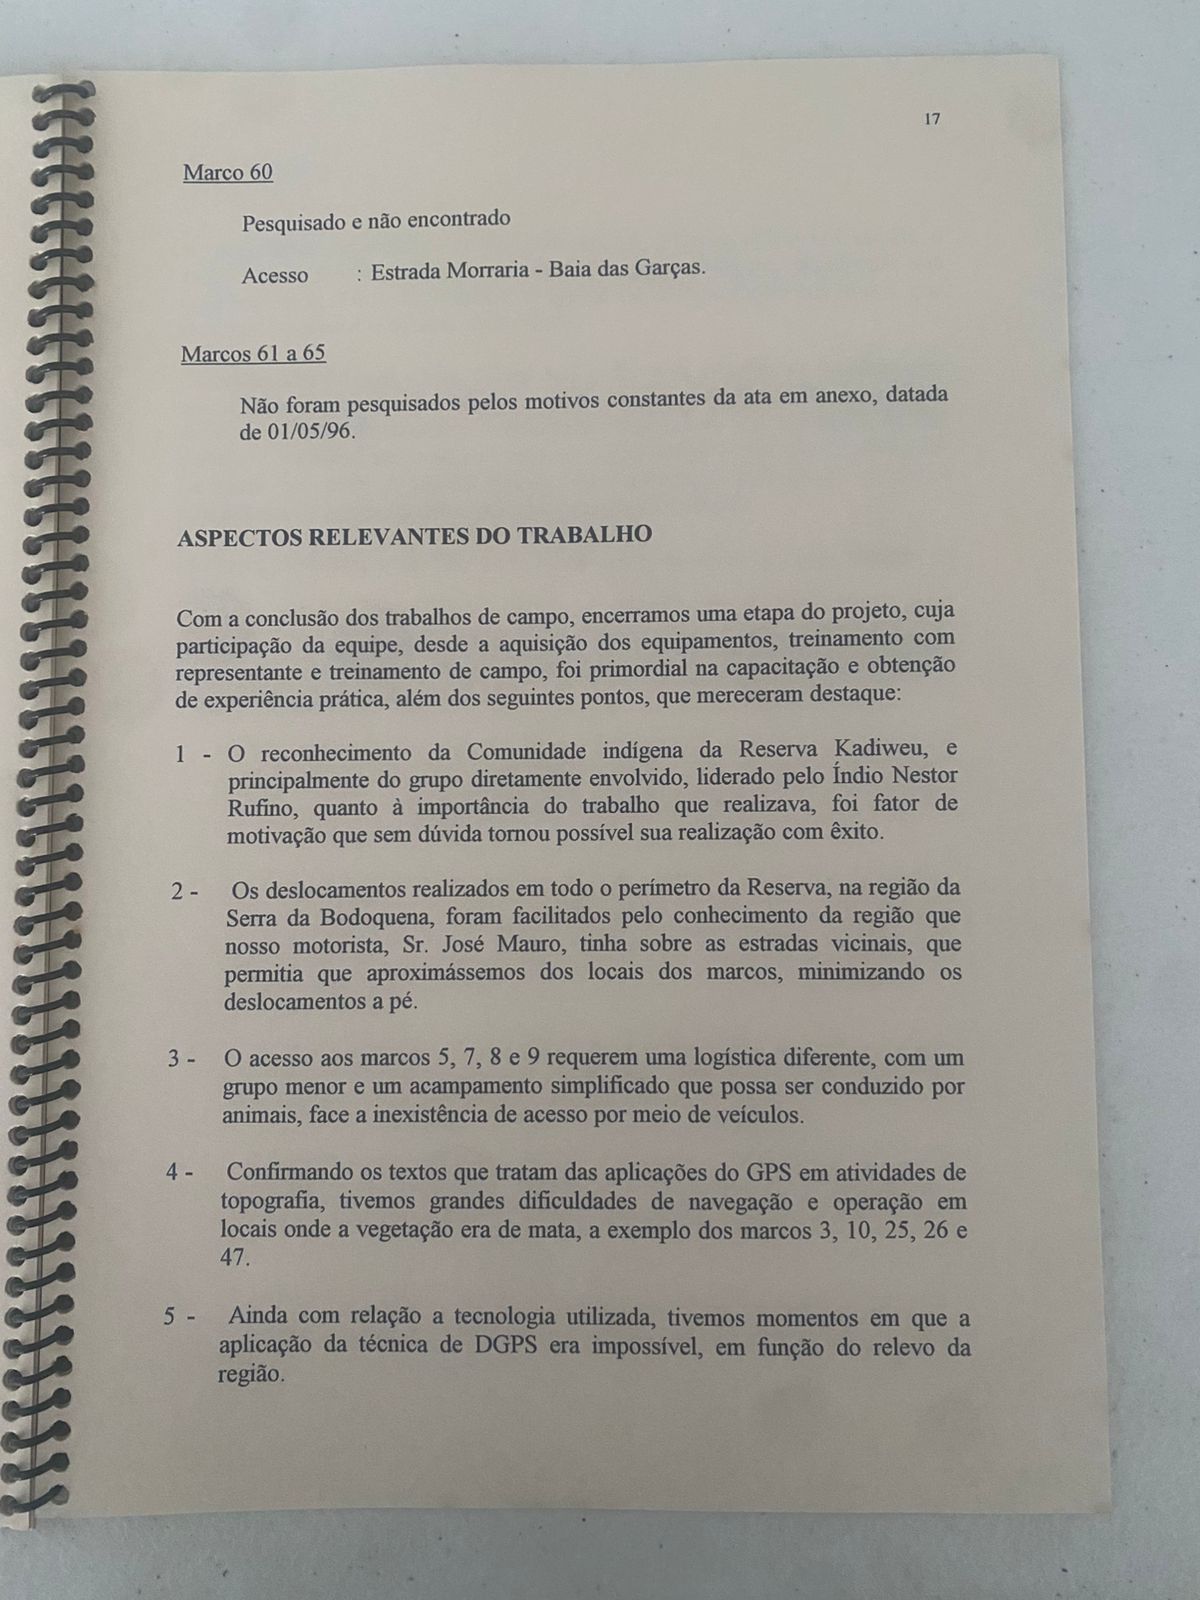 17
Marco 60
Pesquisado e não encontrado
Acesso : Estrada Morraria - Baia das Garças.
Marcos 61 a 65
Não foram pesquisados pelos motivos constantes da ata em anexo, datada
de 01/05/96.
ASPECTOS RELEVANTES DO TRABALHO
Com a conclusão dos trabalhos de campo, encerramos uma etapa do projeto, cuja
participação da equipe, desde a aquisição dos equipamentos, treinamento com
representante e treinamento de campo, foi primordial na capacitação e obtenção
de experiência prática, além dos seguintes pontos, que mereceram destaque:
1 - O reconhecimento da Comunidade indígena da Reserva Kadiweu, e
principalmente do grupo diretamente envolvido, liderado pelo Índio Nestor
Rufino, quanto à importância do trabalho que realizava, foi fator de
motivação que sem dúvida tornou possível sua realização com êxito.
2 - Os deslocamentos realizados em todo o perímetro da Reserva, na região da
Serra da Bodoquena, foram facilitados pelo conhecimento da região que
nosso motorista, Sr. José Mauro, tinha sobre as estradas vicinais, que
permitia que aproximássemos dos locais dos marcos, minimizando os
deslocamentos a pé.
3 - O acesso aos marcos 5, 7, 8 e 9 requerem uma logística diferente, com um
grupo menor e um acampamento simplificado que possa ser conduzido por
animais, face a inexistência de acesso por meio de veículos.
4 - Confirmando os textos que tratam das aplicações do GPS em atividades de
topografia, tivemos grandes dificuldades de navegação e operação em
locais onde a vegetação era de mata, a exemplo dos marcos 3, 10, 25, 26 e
47.
5 - Ainda com relação a tecnologia utilizada, tivemos momentos em que a
aplicação da técnica de DGPS era impossível, em função do relevo da
região.